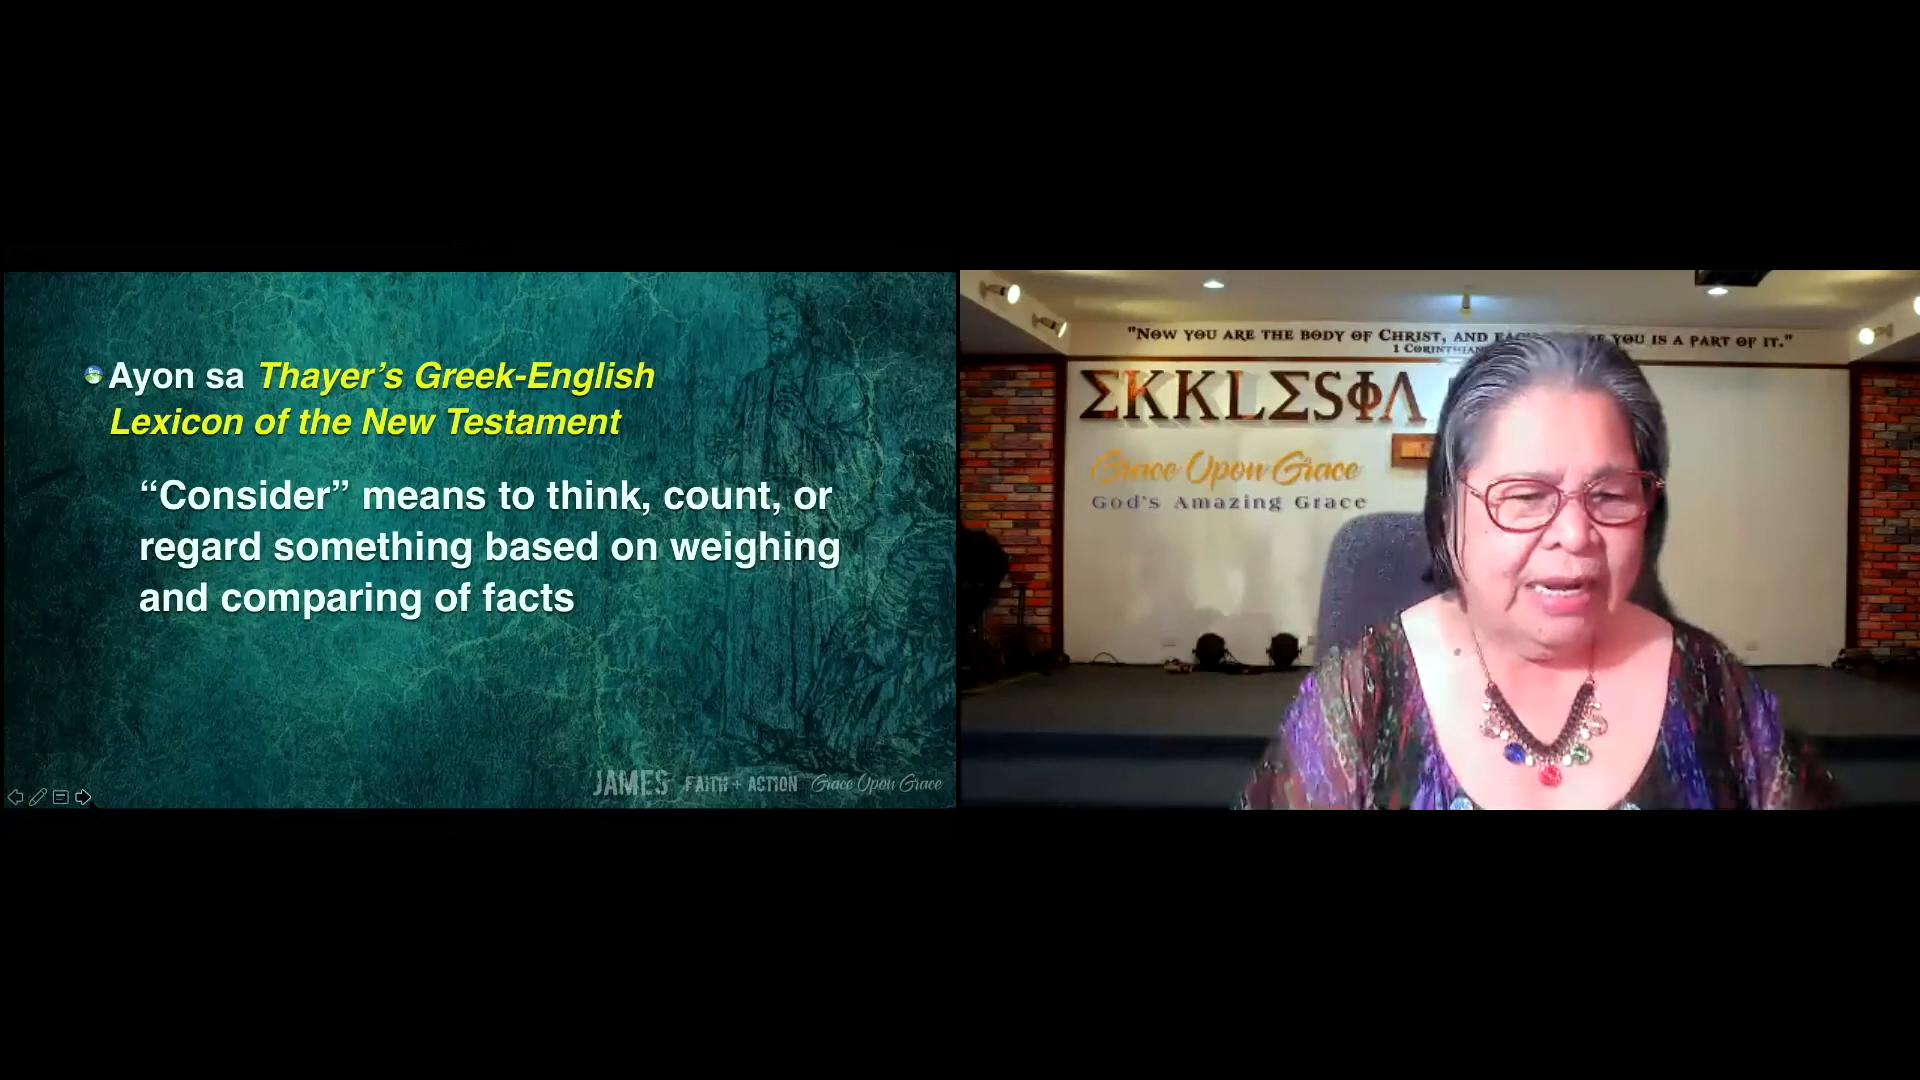 Ayon sa Thayer’s Greek-English
Lexicon of the New Testament
“Consider” means to think, count, or
regard something based on weighing
and comparing of facts
JAMES FAITH + ACTION Grace Upon Grace
"Now you are the body of Christ, and YOU IS A PART OF IT."
1 Corinthian
ΣKKLΣSΦΛ
Grace Upon Grace
God's Amazing Grace